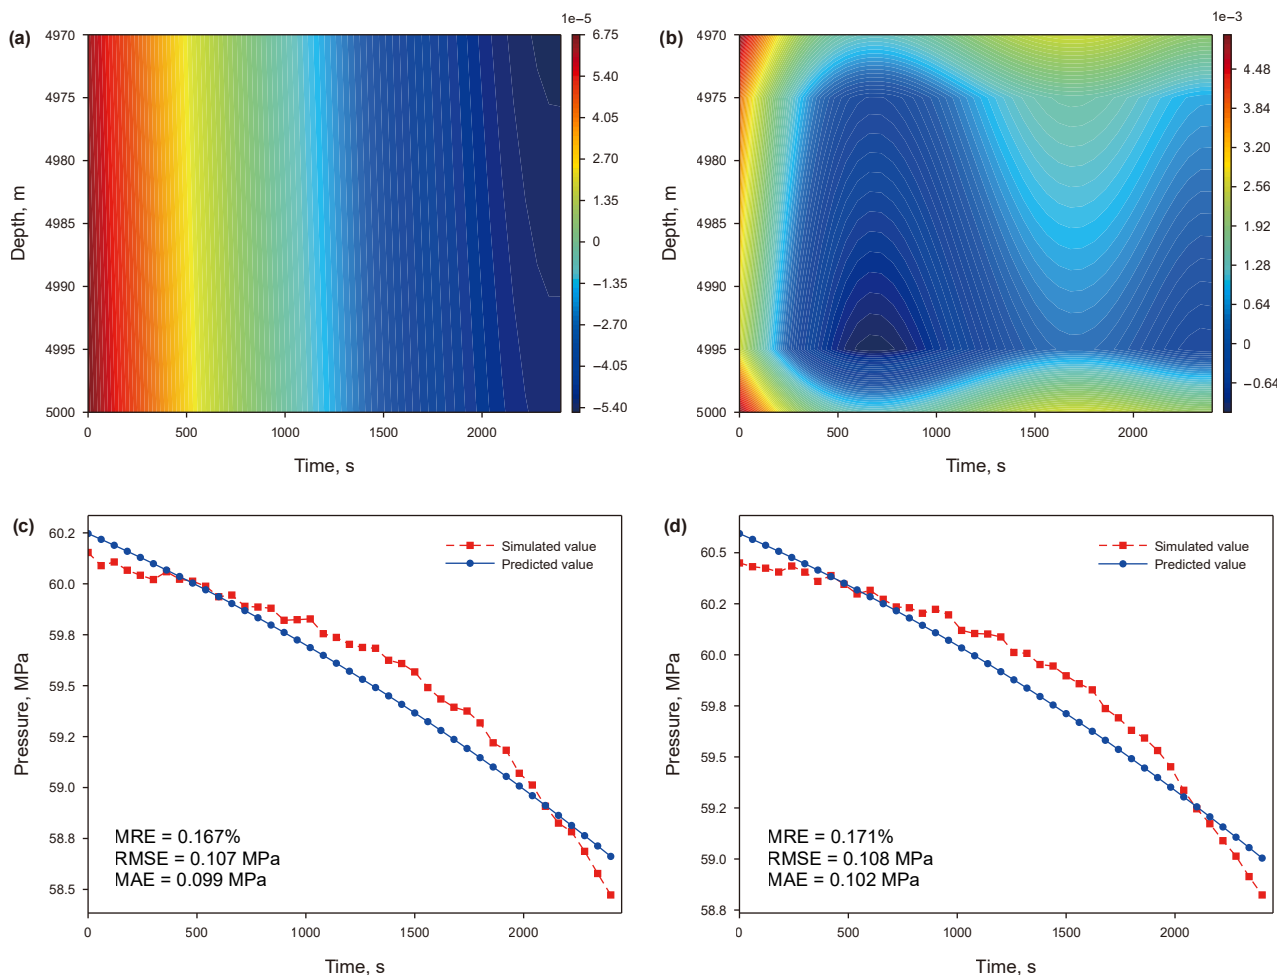 (a)
1e–5
4970
4975
4980
4985
4990
4995
5000
Depth, m
0
500
1000
1500
2000
Time, s
6.75
5.40
4.05
2.70
1.35
0
−1.35
−2.70
−4.05
−5.40
(b)
1e–3
4970
4975
4980
4985
4990
4995
5000
Depth, m
0
500
1000
1500
2000
Time, s
4.48
3.84
3.20
2.56
1.92
1.28
0.64
0
−0.64
(c)
60.2
60.0
59.8
59.5
59.2
59.0
58.8
58.5
Pressure, MPa
Simulated value
Predicted value
MRE = 0.167%
RMSE = 0.107 MPa
MAE = 0.099 MPa
0
500
1000
1500
2000
Time, s
(d)
60.5
60.2
60.0
59.8
59.5
59.2
59.0
58.8
Pressure, MPa
Simulated value
Predicted value
MRE = 0.171%
RMSE = 0.108 MPa
MAE = 0.102 MPa
0
500
1000
1500
2000
Time, s